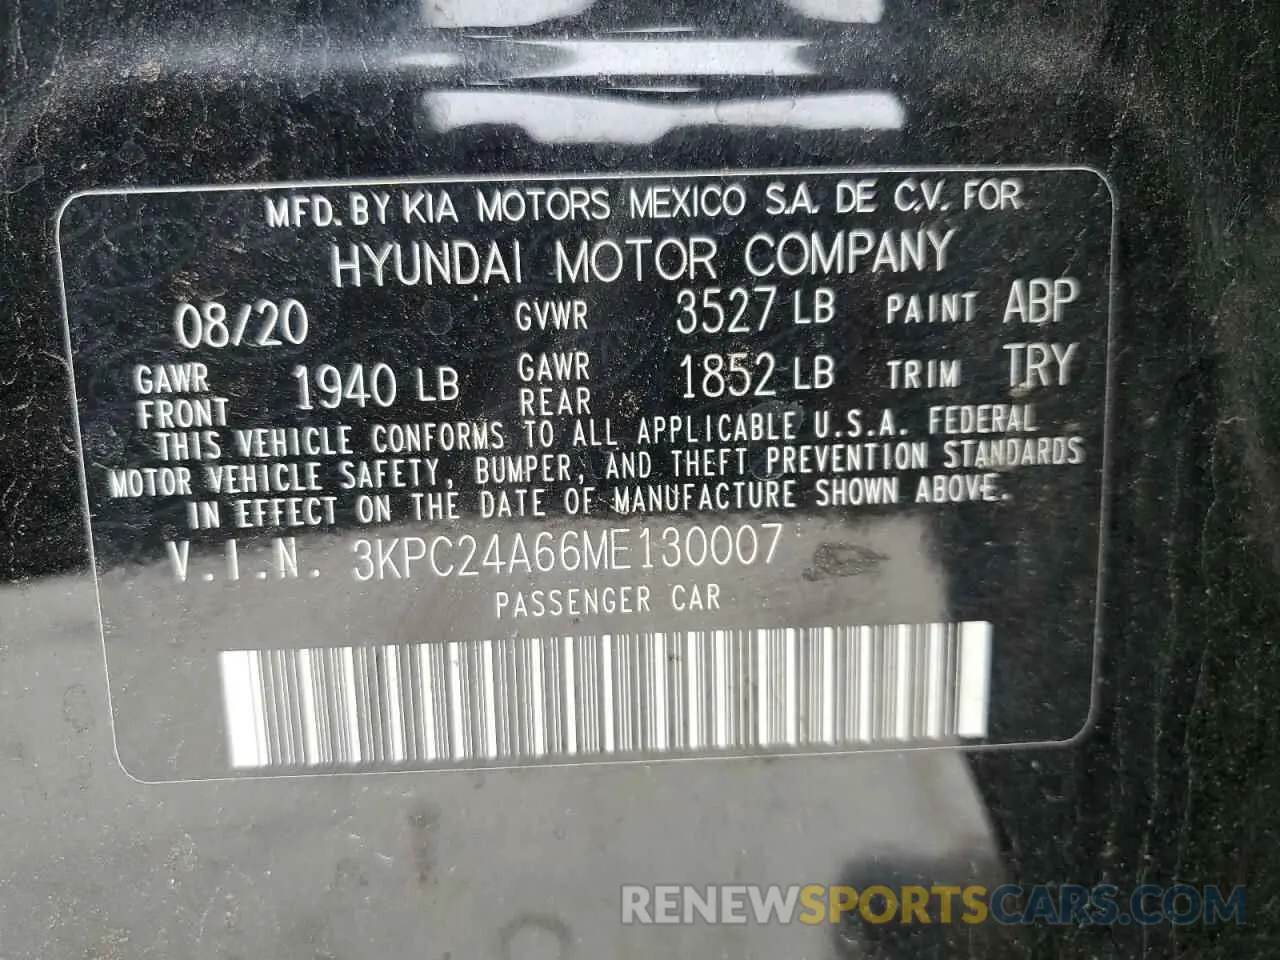 MFD. BY KIA MOTORS MEXICO S.A. DE C.V. FOR
HYUNDAI MOTOR COMPANY
08/20 GVWR 3527 LB PAINT ABP
GAWR FRONT 1940 LB GAWR REAR 1852 LB TRIM TRY
THIS VEHICLE CONFORMS TO ALL APPLICABLE U.S.A. FEDERAL
MOTOR VEHICLE SAFETY, BUMPER, AND THEFT PREVENTION STANDARDS
IN EFFECT ON THE DATE OF MANUFACTURE SHOWN ABOVE.
V.I.N. 3KPC24A66ME130007
PASSENGER CAR
RENEWSPORTSCARS.COM